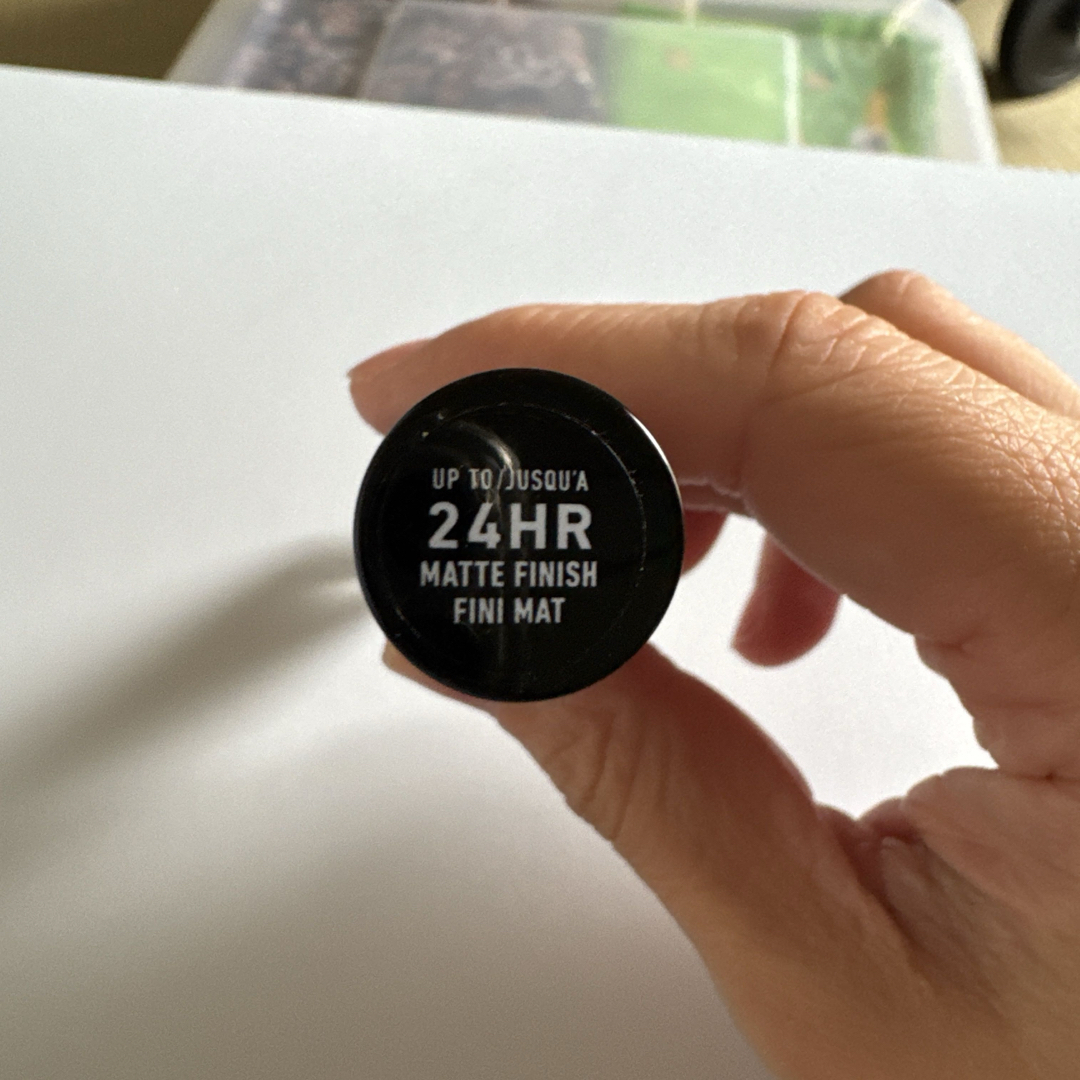 UP TO/JUSQU'A
24HR
MATTE FINISH
FINI MAT